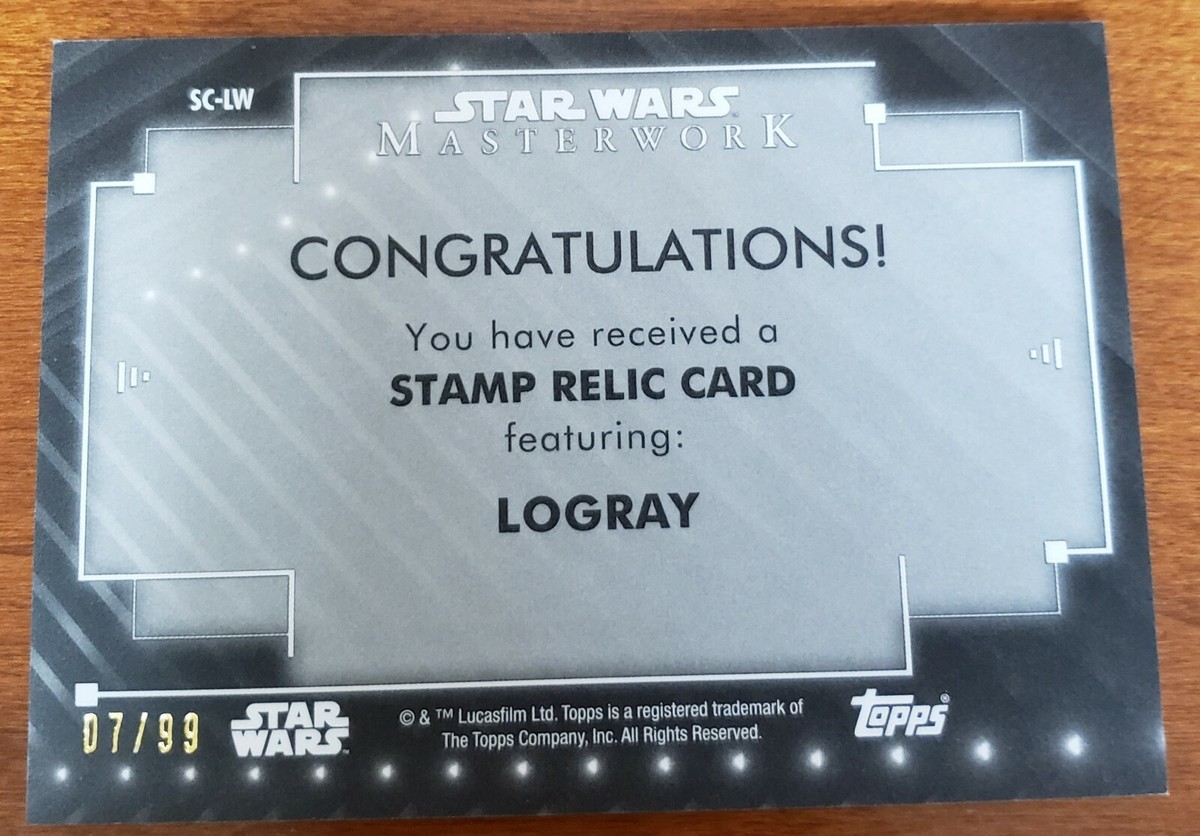 SC-LW
STAR WARS
MASTERWORK
CONGRATULATIONS!
You have received a
STAMP RELIC CARD
featuring:
LOGRAY
07/99
STAR
WARS™
© & ™ Lucasfilm Ltd. Topps is a registered trademark of
The Topps Company, Inc. All Rights Reserved.
topps®